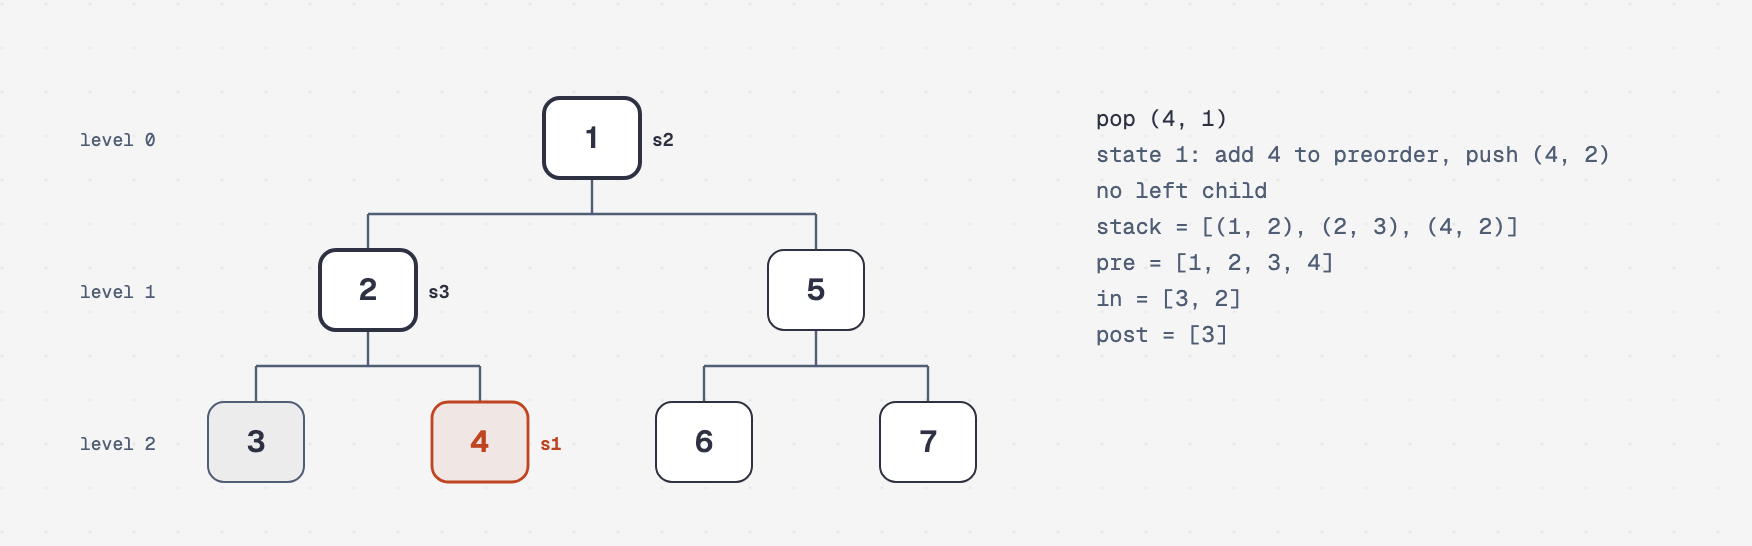 level 0
1 s2
level 1
2 s3
5
level 2
3
4 s1
6
7
pop (4, 1)
state 1: add 4 to preorder, push (4, 2)
no left child
stack = [(1, 2), (2, 3), (4, 2)]
pre = [1, 2, 3, 4]
in = [3, 2]
post = [3]